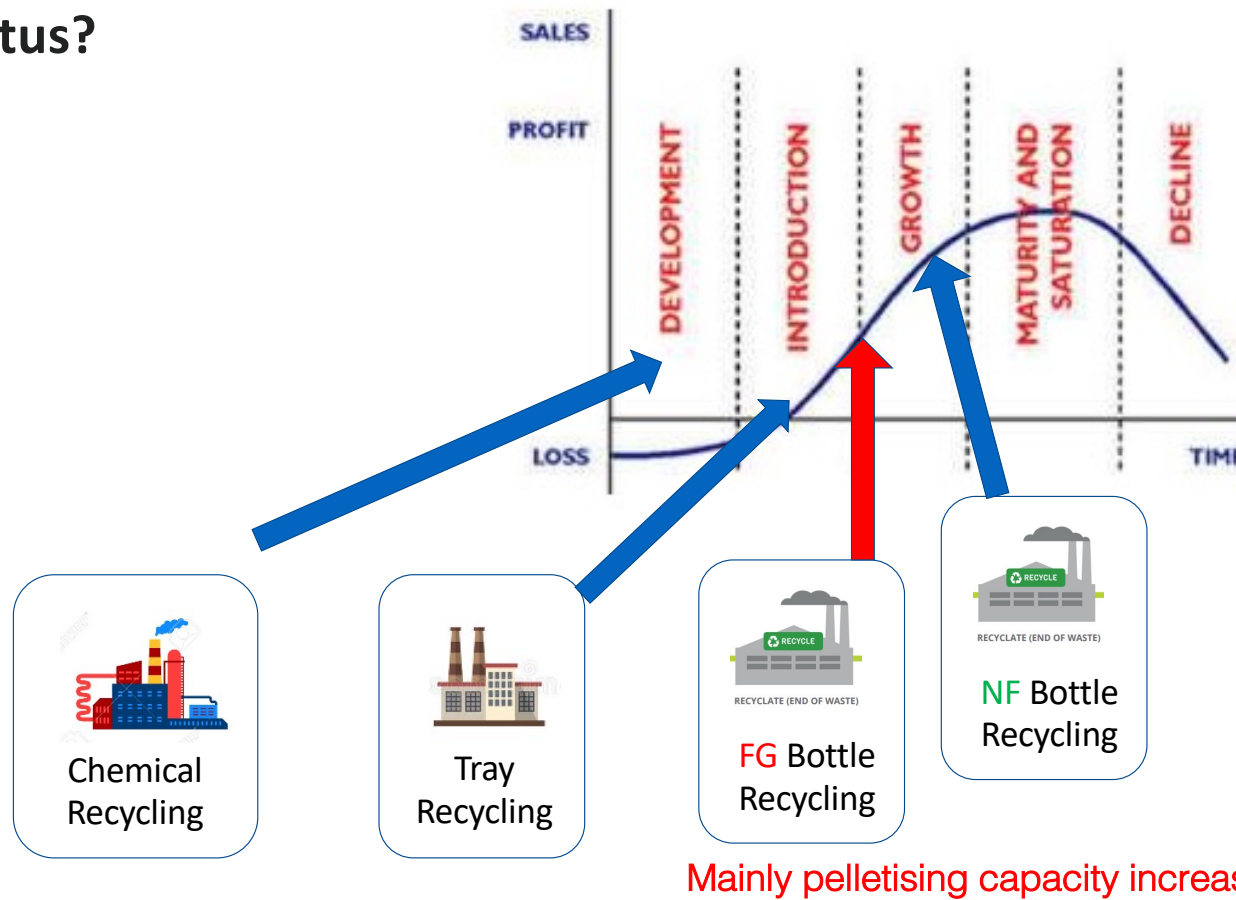 tus?
SALES
PROFIT
DEVELOPMENT
INTRODUCTION
GROWTH
MATURITY AND
SATURATION
DECLINE
LOSS
TIME
RECYCLE
RECYCLATE (END OF WASTE)
NF Bottle
Recycling
RECYCLE
RECYCLATE (END OF WASTE)
FG Bottle
Recycling
Tray
Recycling
Chemical
Recycling
Mainly pelletising capacity increas